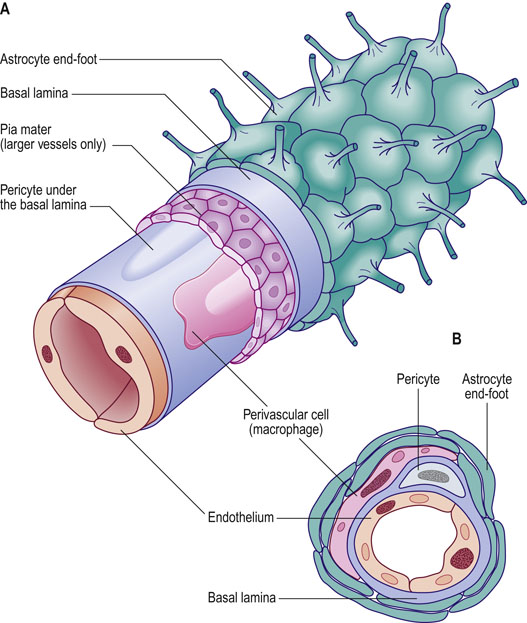 A
Astrocyte end-foot
Basal lamina
Pia mater
(larger vessels only)
Pericyte under
the basal lamina
B
Pericyte
Astrocyte
end-foot
Perivascular cell
(macrophage)
Endothelium
Basal lamina